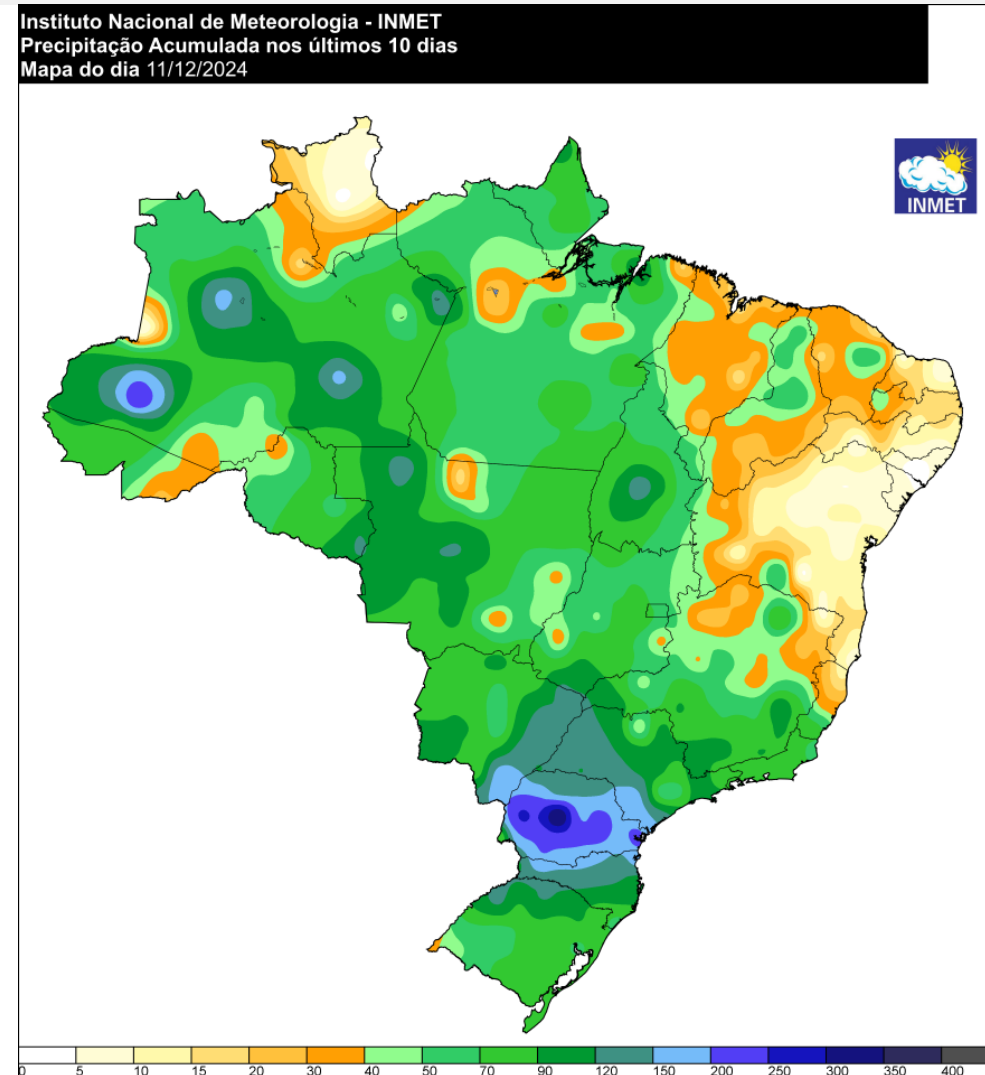 Instituto Nacional de Meteorologia - INMET
Precipitação Acumulada nos últimos 10 dias
Mapa do dia 11/12/2024
INMET
0 5 10 15 20 30 40 50 70 90 120 150 200 250 300 350 400